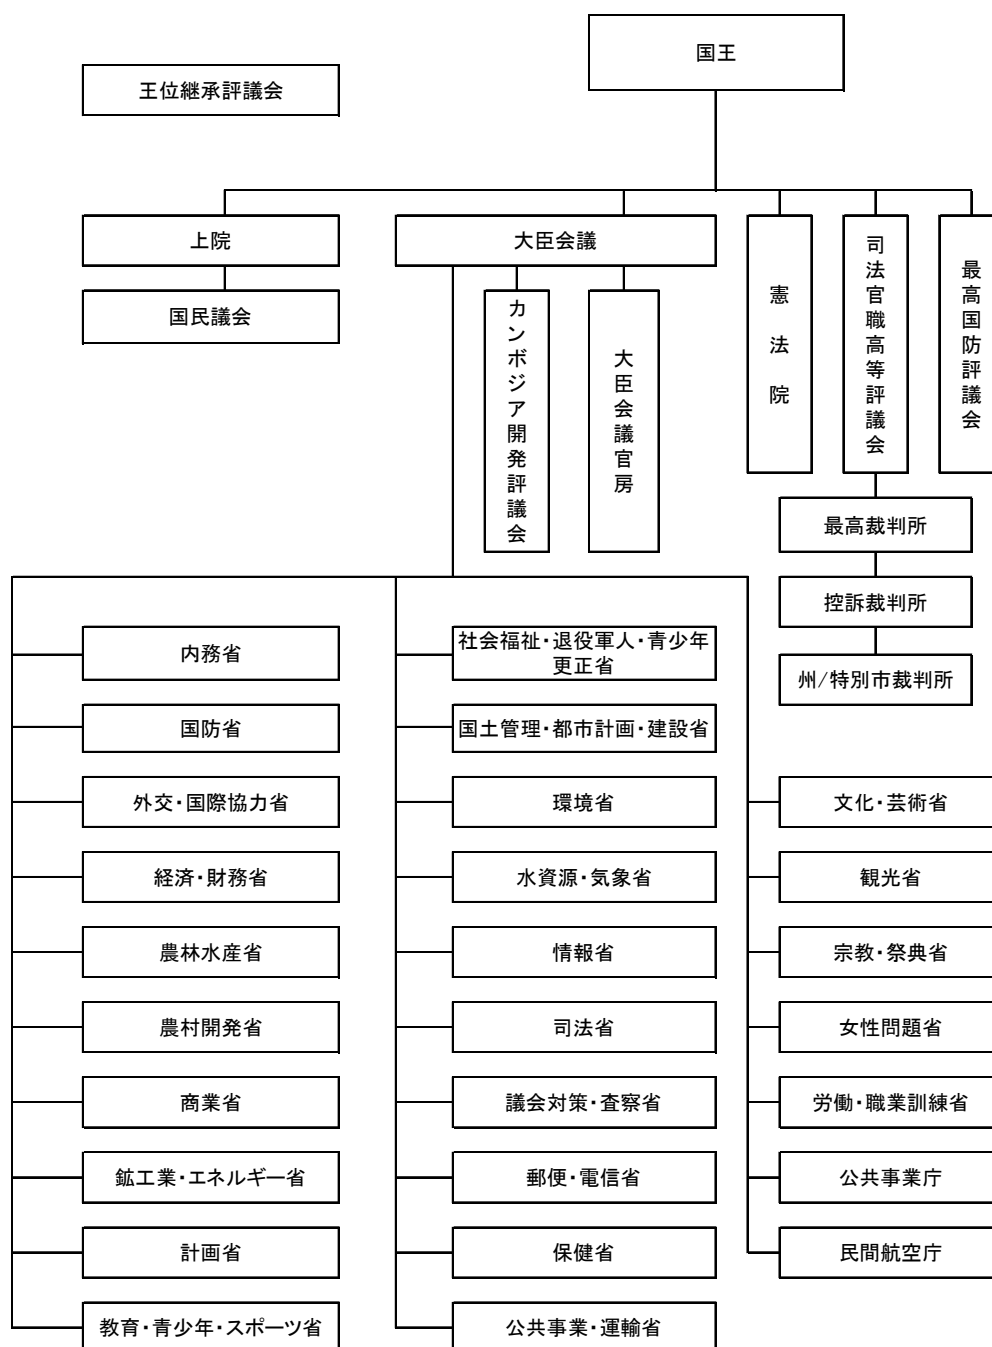 国王
王位継承評議会
上院
大臣会議
国民議会
カンボジア開発評議会
大臣会議官房
憲法院
司法官職高等評議会
最高国防評議会
最高裁判所
控訴裁判所
州/特別市裁判所
内務省
国防省
外交・国際協力省
経済・財務省
農林水産省
農村開発省
商業省
鉱工業・エネルギー省
計画省
教育・青少年・スポーツ省
社会福祉・退役軍人・青少年
更正省
国土管理・都市計画・建設省
環境省
水資源・気象省
情報省
司法省
議会対策・査察省
郵便・電信省
保健省
公共事業・運輸省
文化・芸術省
観光省
宗教・祭典省
女性問題省
労働・職業訓練省
公共事業庁
民間航空庁